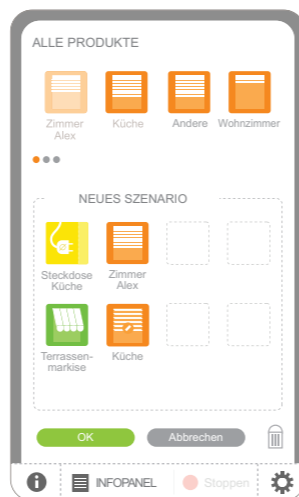 ALLE PRODUKTE
Zimmer
Alex
Küche
Andere
Wohnzimmer
NEUES SZENARIO
Steckdose
Küche
Zimmer
Alex
Terrassen-
markise
Küche
OK
Abbrechen
INFOPANEL
Stoppen